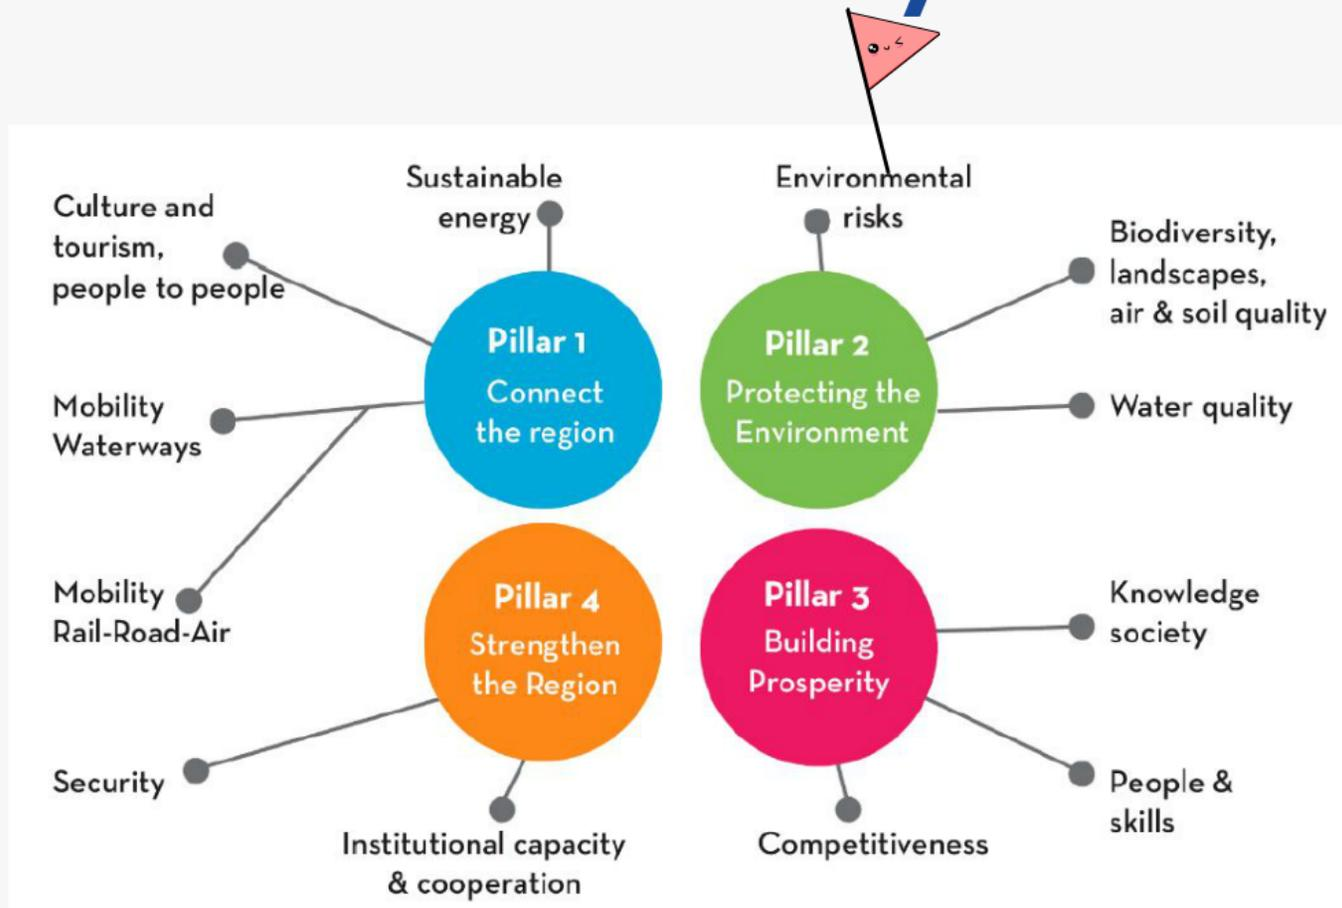 Culture and
tourism,
people to people
Sustainable
energy
Environmental
risks
Biodiversity,
landscapes,
air & soil quality
Pillar 1
Connect
the region
Pillar 2
Protecting the
Environment
Mobility
Waterways
Water quality
Mobility
Rail-Road-Air
Pillar 4
Strengthen
the Region
Pillar 3
Building
Prosperity
Knowledge
society
Security
Institutional capacity
& cooperation
Competitiveness
People &
skills